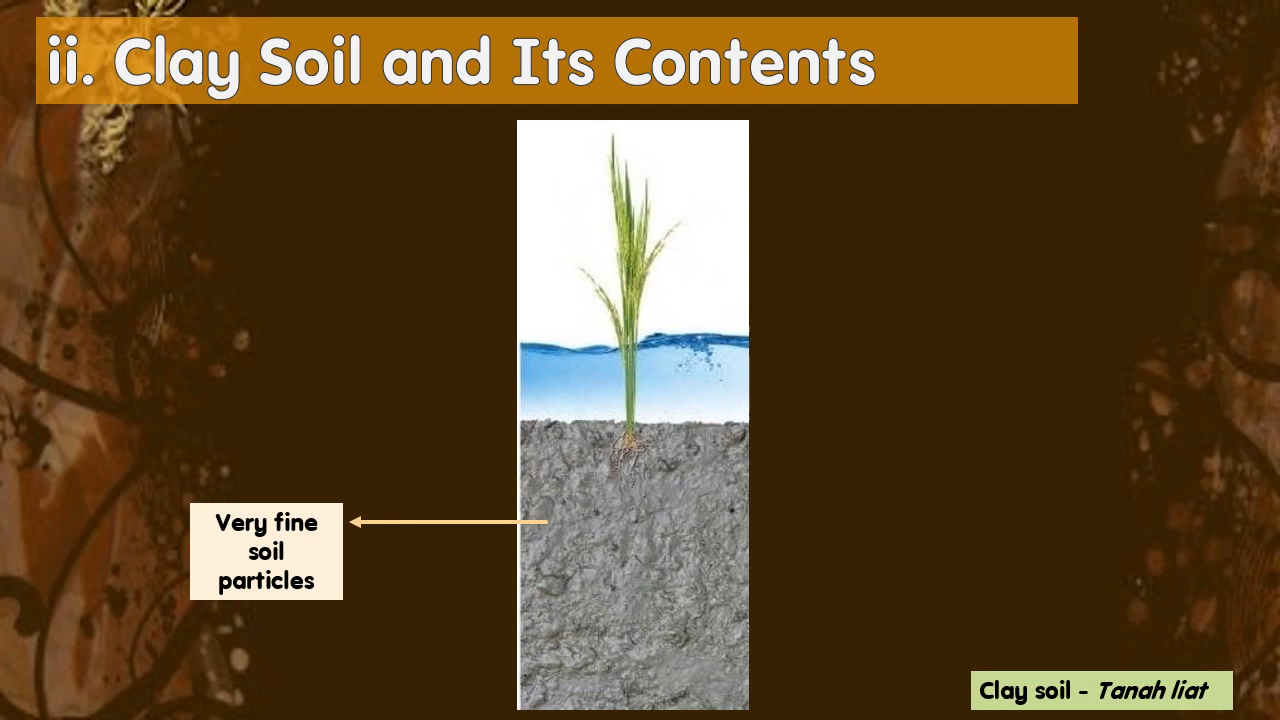 ii. Clay Soil and Its Contents
Very fine
soil
particles
Clay soil - Tanah liat